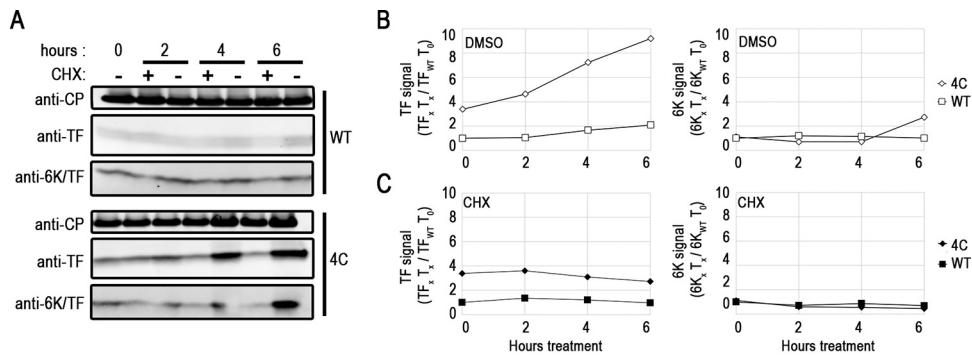 A
hours : 0 2 4 6
CHX: - + - + - + -
anti-CP
anti-TF
WT
anti-6K/TF
anti-CP
anti-TF
4C
anti-6K/TF
B
DMSO
TF signal
(TFₓ Tₓ / TF_WT T₀)
10
8
6
4
2
0
0 2 4 6
DMSO
6K signal
(6Kₓ Tₓ / 6K_WT T₀)
10
8
6
4
2
0
0 2 4 6
4C
WT
C
CHX
TF signal
(TFₓ Tₓ / TF_WT T₀)
10
8
6
4
2
0
0 2 4 6
Hours treatment
CHX
6K signal
(6Kₓ Tₓ / 6K_WT T₀)
10
8
6
4
2
0
0 2 4 6
Hours treatment
4C
WT